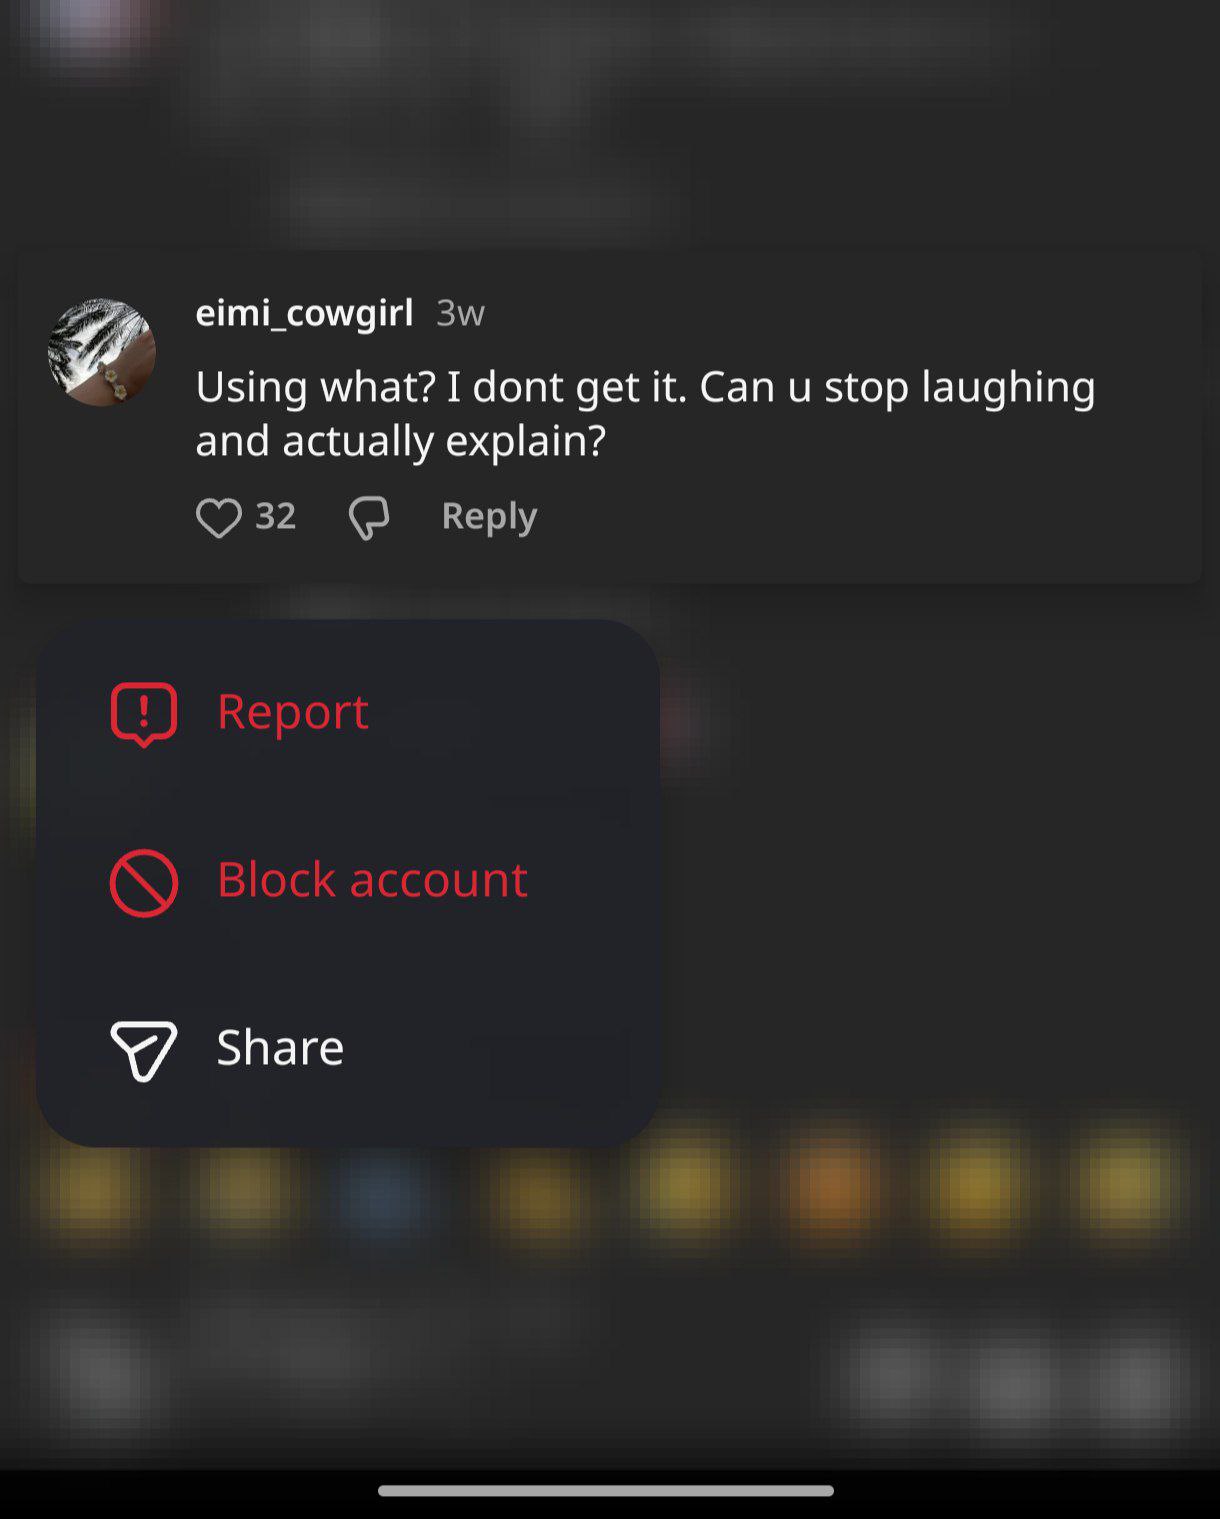 eimi_cowgirl 3w
Using what? I dont get it. Can u stop laughing
and actually explain?
32 Reply
Report
Block account
Share